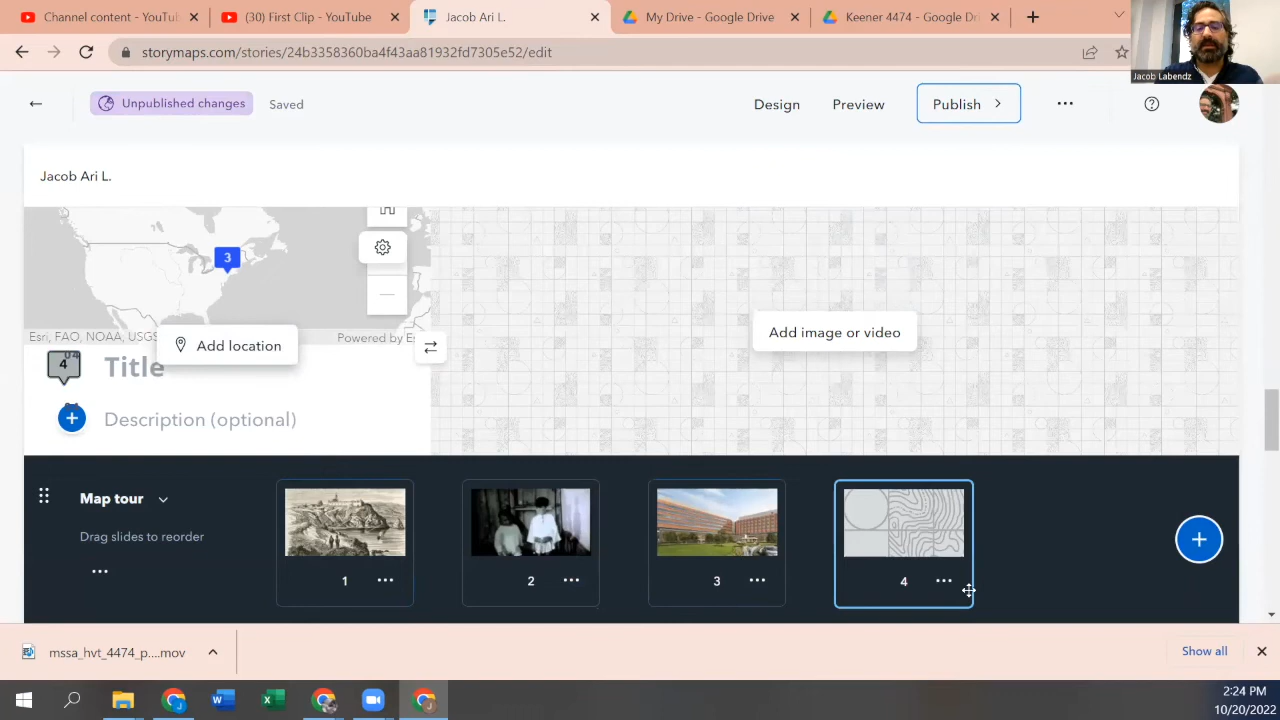 Channel content - YouTub
(30) First Clip - YouTube
Jacob Ari L.
My Drive - Google Drive
Keener 4474 - Google Dri
storymaps.com/stories/24b3358360ba4f43aa81932fd7305e52/edit
Jacob Labendz
Unpublished changes
Saved
Design
Preview
Publish
Jacob Ari L.
3
Esri, FAO, NOAA, USGS
Powered by Es
Add location
Add image or video
4
Title
Description (optional)
Map tour
Drag slides to reorder
1
2
3
4
mssa_hvt_4474_p....mov
Show all
2:24 PM
10/20/2022